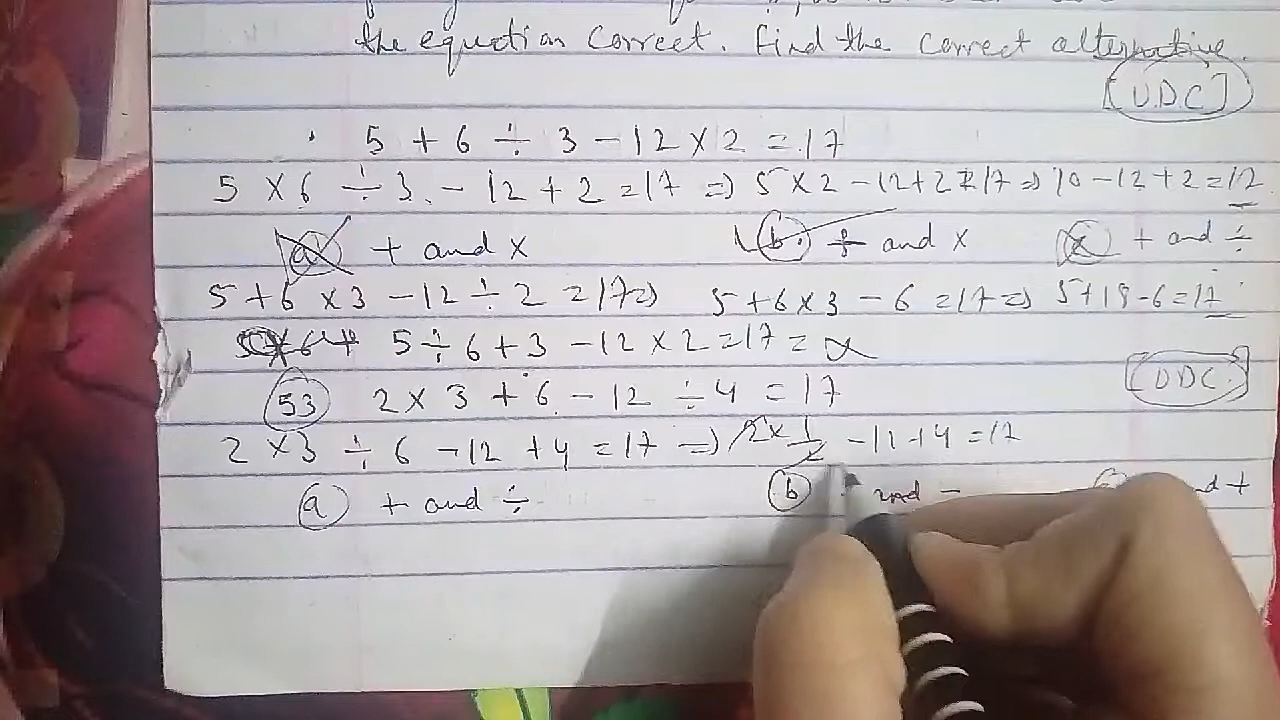 the equation correct. Find the correct alternative.
[U.D.C]
5 + 6 ÷ 3 - 12 × 2 = 17
5 × 6 ÷ 3 - 12 + 2 = 17 => 5 × 2 - 12 + 2 ≠ 17 => 10 - 12 + 2 = 12
(a) + and × (b.) ÷ and × + and ÷
5 + 6 × 3 - 12 ÷ 2 = 17 => 5 + 6 × 3 - 6 = 17 => 5 + 18 - 6 = 17
5 ÷ 6 + 3 - 12 × 2 = 17 = ×
(53) 2 × 3 + 6 - 12 ÷ 4 = 17
[UDC]
2 × 3 ÷ 6 - 12 + 4 = 17 => 2 × 1/2 - 12 + 4 = 17
(a) + and ÷ (b) and - and +